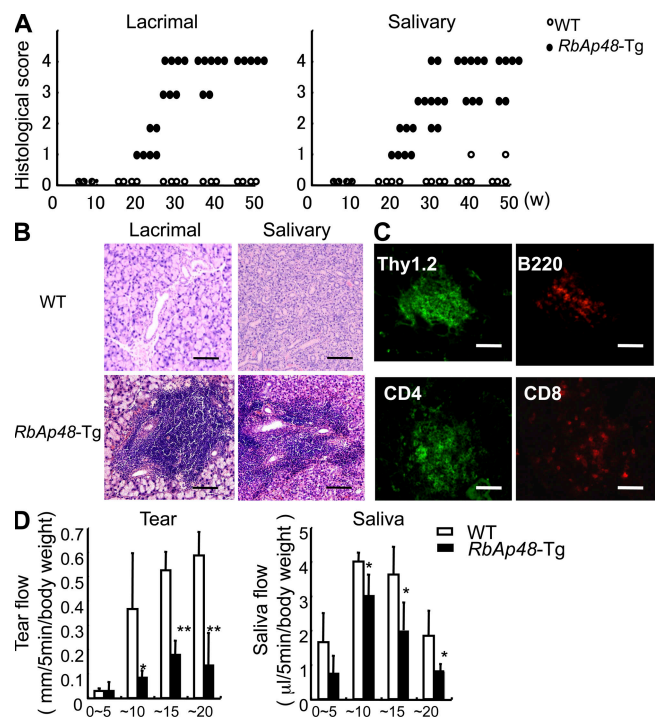 A
Lacrimal
Salivary
WT
RbAp48-Tg
Histological score
4
3
2
1
0
0 10 20 30 40 50
4
3
2
1
0
0 10 20 30 40 50 (w)
B
Lacrimal
Salivary
WT
RbAp48-Tg
C
Thy1.2
B220
CD4
CD8
D
Tear
Saliva
WT
RbAp48-Tg
Tear flow
( mm/5min/body weight)
0.7
0.6
0.5
0.4
0.3
0.2
0.1
0
*
**
**
0~5 ~10 ~15 ~20
Saliva flow
( μl/5min/body weight)
5
4
3
2
1
0
*
*
*
0~5 ~10 ~15 ~20